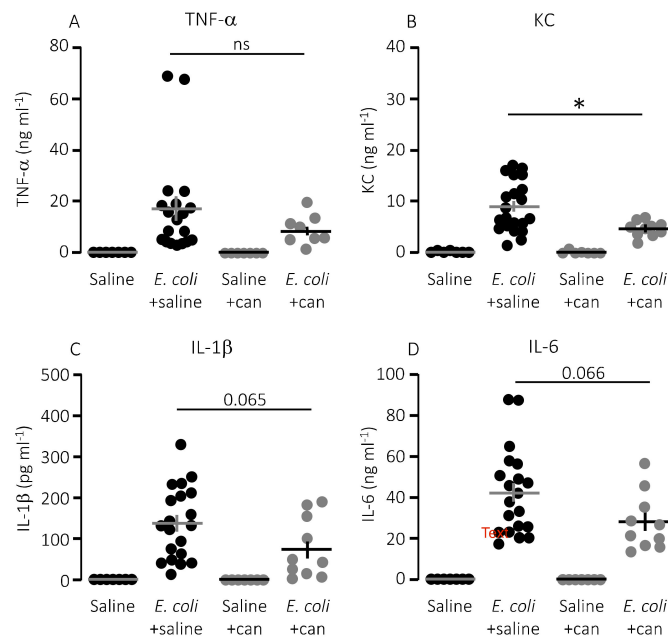 A
TNF-α
80
60
40
20
0
TNF-α (ng ml-1)
ns
Saline
E. coli
+saline
Saline
+can
E. coli
+can
B
KC
40
30
20
10
0
KC (ng ml-1)
*
Saline
E. coli
+saline
Saline
+can
E. coli
+can
C
IL-1β
500
400
300
200
100
0
IL-1β (pg ml-1)
0.065
Saline
E. coli
+saline
Saline
+can
E. coli
+can
D
IL-6
100
80
60
40
20
0
IL-6 (ng ml-1)
0.066
Text
Saline
E. coli
+saline
Saline
+can
E. coli
+can